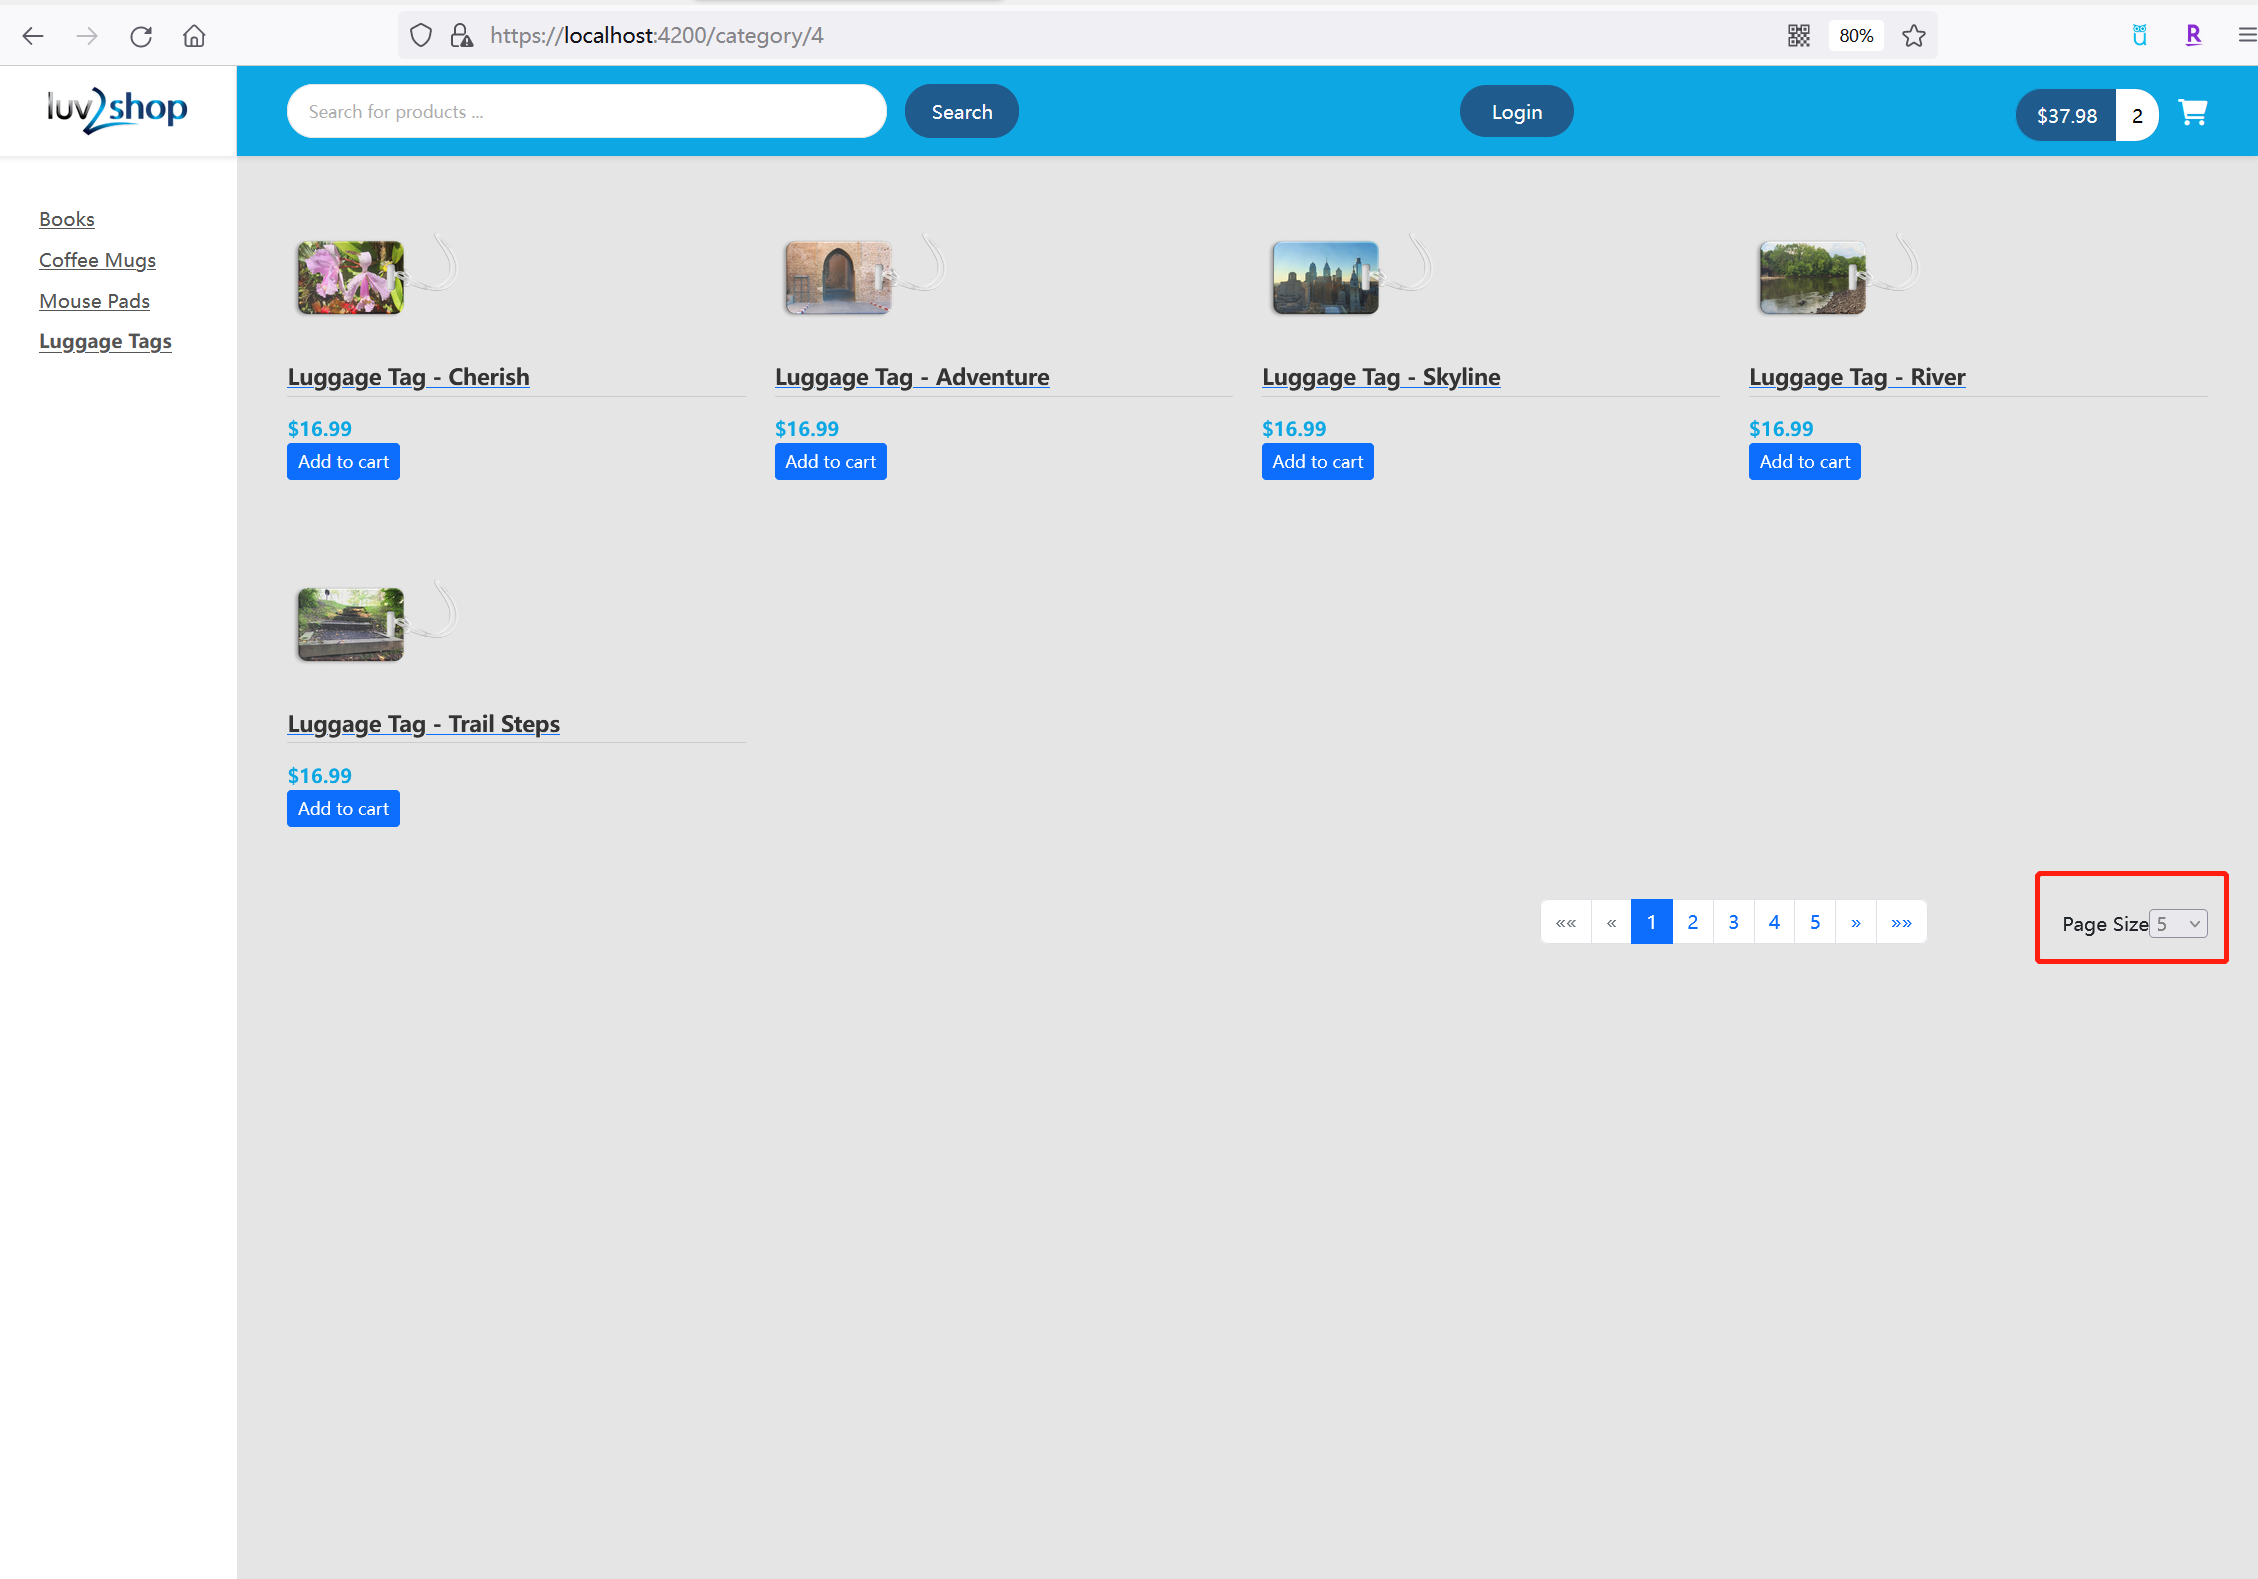 https://localhost:4200/category/4
80%
luv2shop
Search for products ...
Search
Login
$37.98
2
Books
Coffee Mugs
Mouse Pads
Luggage Tags
Luggage Tag - Cherish
Luggage Tag - Adventure
Luggage Tag - Skyline
Luggage Tag - River
$16.99
$16.99
$16.99
$16.99
Add to cart
Add to cart
Add to cart
Add to cart
Luggage Tag - Trail Steps
$16.99
Add to cart
«« « 1 2 3 4 5 » »»
Page Size 5